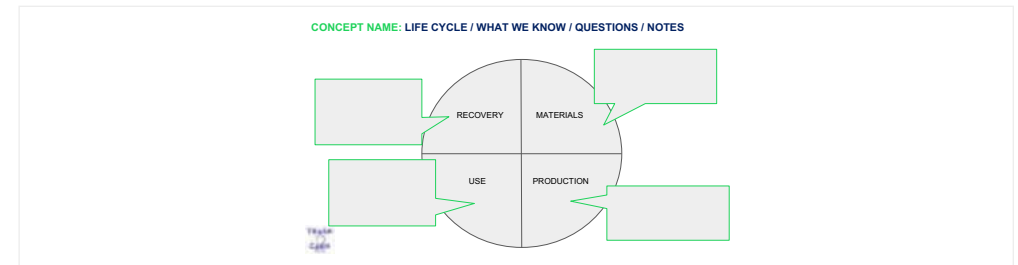 CONCEPT NAME: LIFE CYCLE / WHAT WE KNOW / QUESTIONS / NOTES
RECOVERY
MATERIALS
USE
PRODUCTION